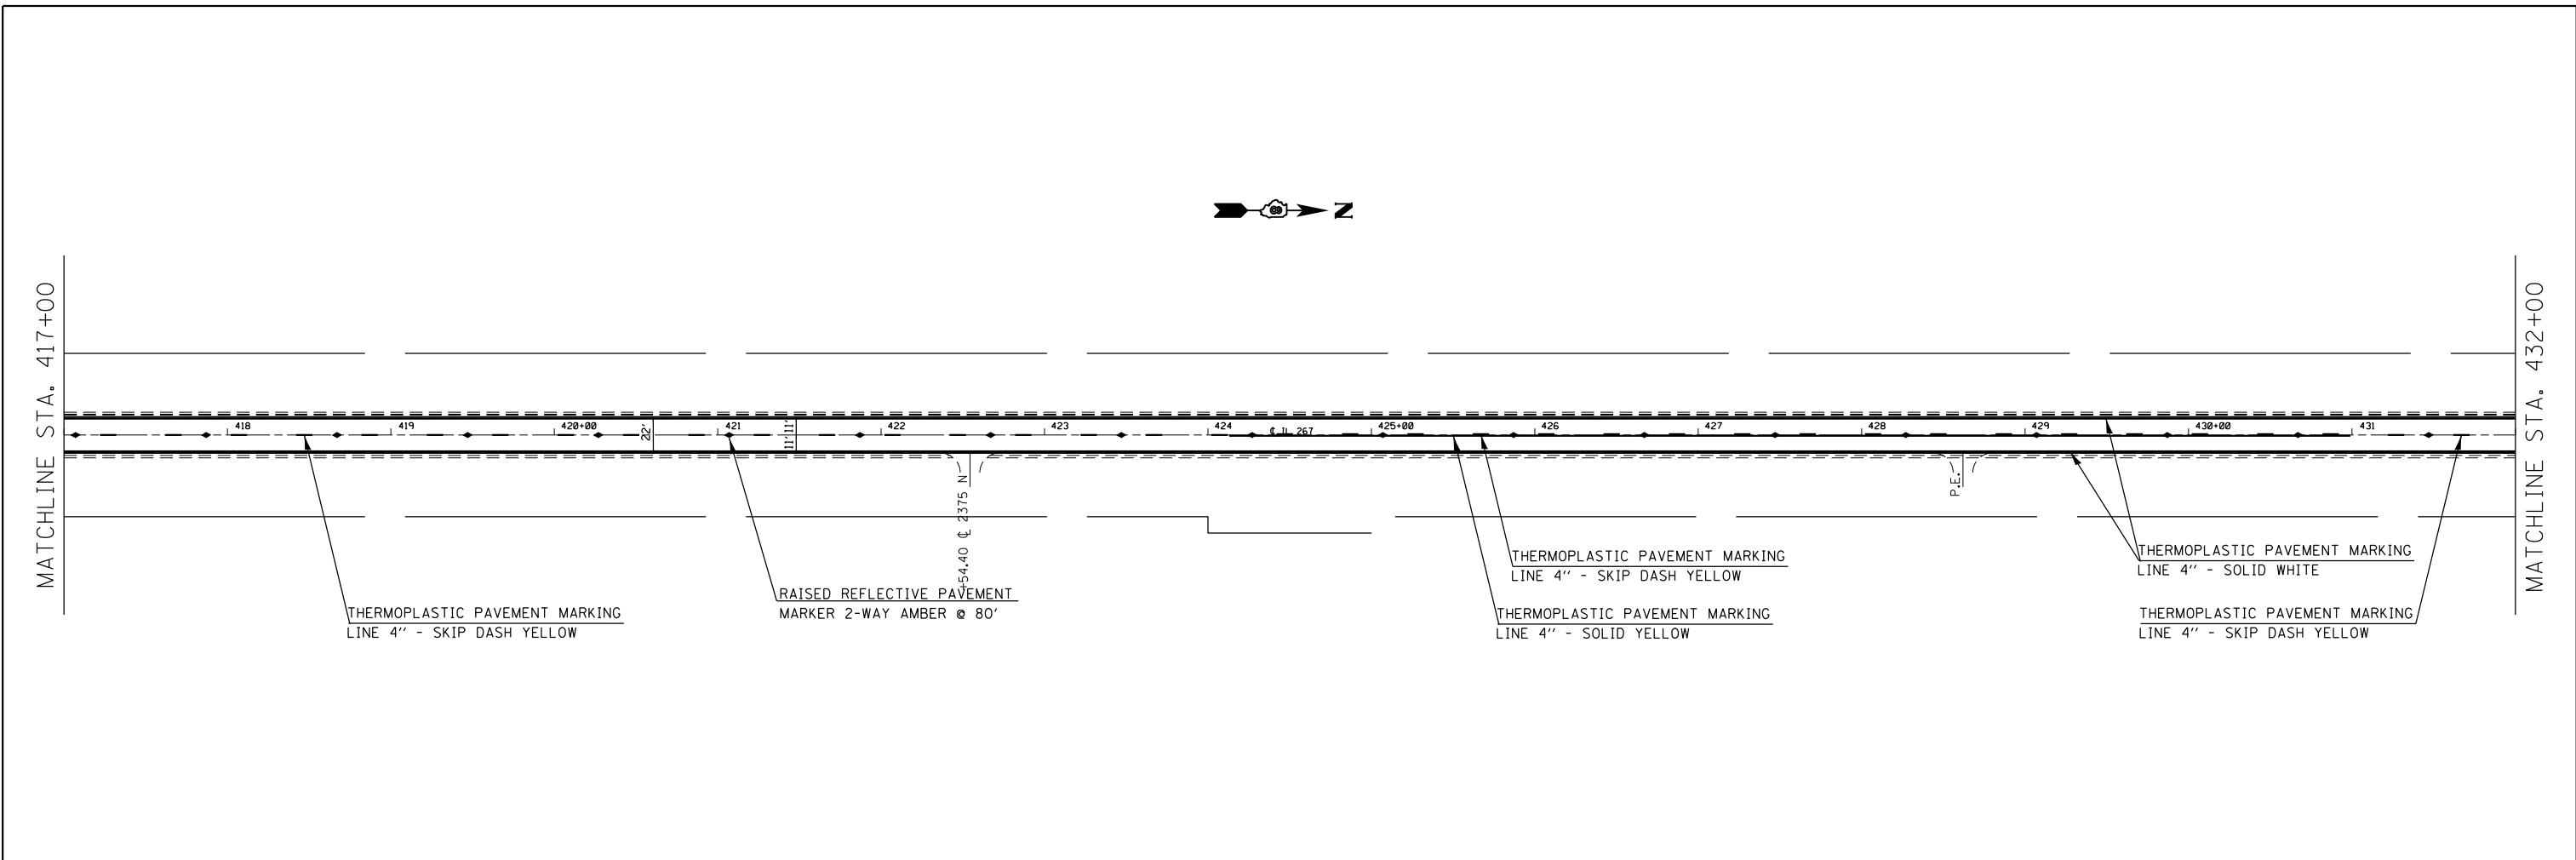 N
MATCHLINE STA. 417+00
MATCHLINE STA. 432+00
418
419
420+00
22'
421
11'
11'
422
423
424
℄ IL 267
425+00
426
427
428
429
430+00
431
+54.40 ℄ 2375 N
P.E.
THERMOPLASTIC PAVEMENT MARKING
LINE 4'' - SKIP DASH YELLOW
RAISED REFLECTIVE PAVEMENT
MARKER 2-WAY AMBER @ 80'
THERMOPLASTIC PAVEMENT MARKING
LINE 4'' - SKIP DASH YELLOW
THERMOPLASTIC PAVEMENT MARKING
LINE 4'' - SOLID YELLOW
THERMOPLASTIC PAVEMENT MARKING
LINE 4'' - SOLID WHITE
THERMOPLASTIC PAVEMENT MARKING
LINE 4'' - SKIP DASH YELLOW